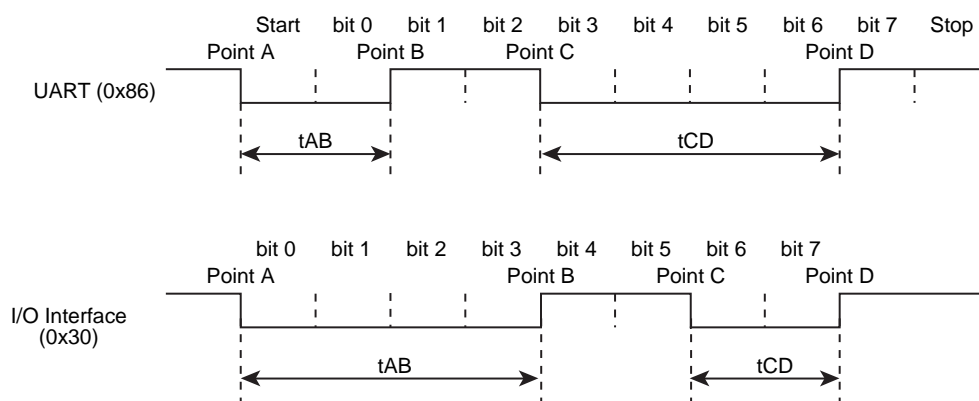 Start bit 0 bit 1 bit 2 bit 3 bit 4 bit 5 bit 6 bit 7 Stop
Point A Point B Point C Point D
UART (0x86)
tAB tCD
bit 0 bit 1 bit 2 bit 3 bit 4 bit 5 bit 6 bit 7
Point A Point B Point C Point D
I/O Interface
(0x30)
tAB tCD